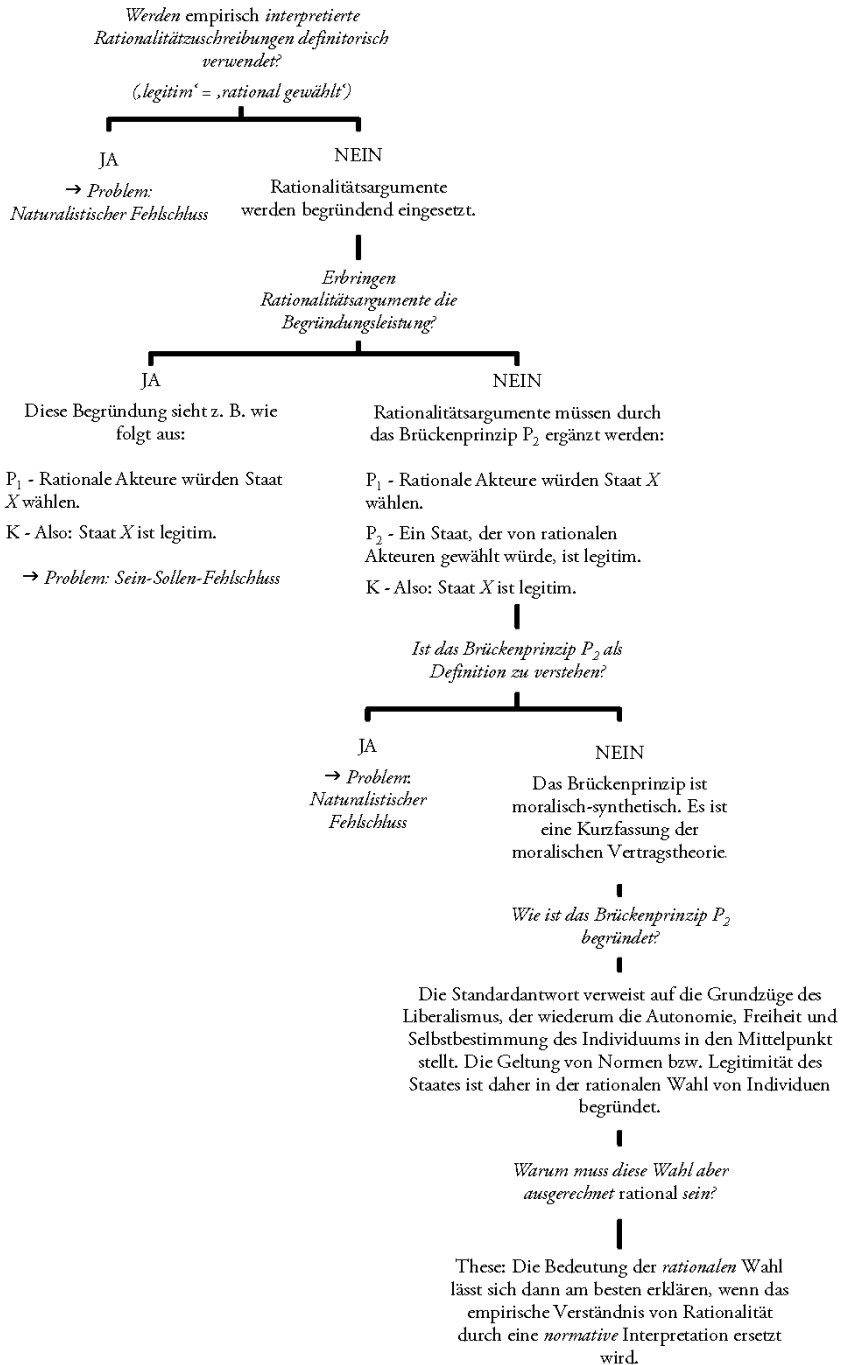 Werden empirisch interpretierte
Rationalitätzuschreibungen definitorisch
verwendet?
(‚legitim‘ = ‚rational gewählt‘)
JA
→ Problem:
Naturalistischer Fehlschluss
NEIN
Rationalitätsargumente
werden begründend eingesetzt.
Erbringen
Rationalitätsargumente die
Begründungsleistung?
JA
Diese Begründung sieht z. B. wie
folgt aus:
P₁ - Rationale Akteure würden Staat
X wählen.
K - Also: Staat X ist legitim.
→ Problem: Sein-Sollen-Fehlschluss
NEIN
Rationalitätsargumente müssen durch
das Brückenprinzip P₂ ergänzt werden:
P₁ - Rationale Akteure würden Staat X
wählen.
P₂ - Ein Staat, der von rationalen
Akteuren gewählt würde, ist legitim.
K - Also: Staat X ist legitim.
Ist das Brückenprinzip P₂ als
Definition zu verstehen?
JA
→ Problem:
Naturalistischer
Fehlschluss
NEIN
Das Brückenprinzip ist
moralisch-synthetisch. Es ist
eine Kurzfassung der
moralischen Vertragstheorie.
Wie ist das Brückenprinzip P₂
begründet?
Die Standardantwort verweist auf die Grundzüge des
Liberalismus, der wiederum die Autonomie, Freiheit und
Selbstbestimmung des Individuums in den Mittelpunkt
stellt. Die Geltung von Normen bzw. Legitimität des
Staates ist daher in der rationalen Wahl von Individuen
begründet.
Warum muss diese Wahl aber
ausgerechnet rational sein?
These: Die Bedeutung der rationalen Wahl
lässt sich dann am besten erklären, wenn das
empirische Verständnis von Rationalität
durch eine normative Interpretation ersetzt
wird.